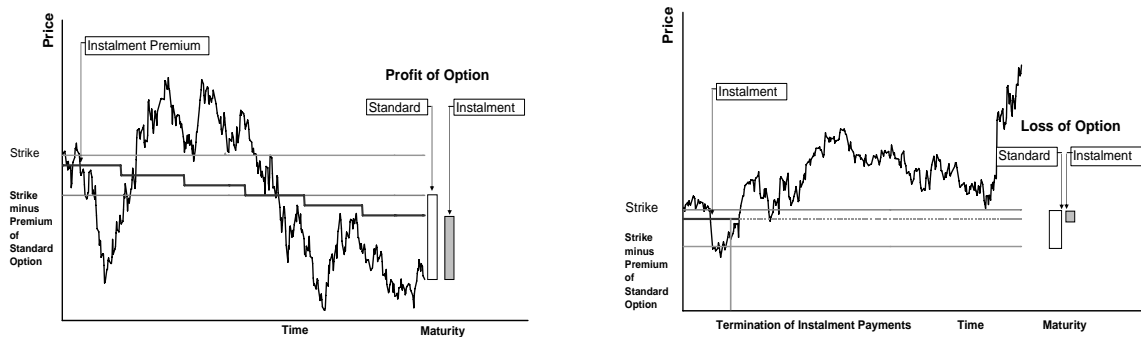 Price
Instalment Premium
Profit of Option
Standard
Instalment
Strike
Strike
minus
Premium
of
Standard
Option
Time
Maturity
Price
Instalment
Loss of Option
Standard
Instalment
Strike
Strike
minus
Premium
of
Standard
Option
Termination of Instalment Payments
Time
Maturity